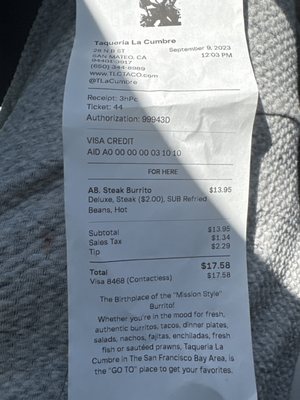 Taqueria La Cumbre
28 N B ST
SAN MATEO, CA
94401-3917
(650) 344-8989
www.TLCTACO.com
@TLaCumbre
September 9, 2023
12:03 PM
Receipt: 3nPc
Ticket: 44
Authorization: 99943D
VISA CREDIT
AID A0 00 00 00 03 10 10
FOR HERE
AB. Steak Burrito $13.95
Deluxe, Steak ($2.00), SUB Refried
Beans, Hot
Subtotal $13.95
Sales Tax $1.34
Tip $2.29
Total $17.58
Visa 8468 (Contactless) $17.58
The Birthplace of the "Mission Style"
Burrito!
Whether you're in the mood for fresh,
authentic burritos, tacos, dinner plates,
salads, nachos, fajitas, enchiladas, fresh
fish or sautéed prawns, Taqueria La
Cumbre in The San Francisco Bay Area, is
the "GO TO" place to get your favorites.